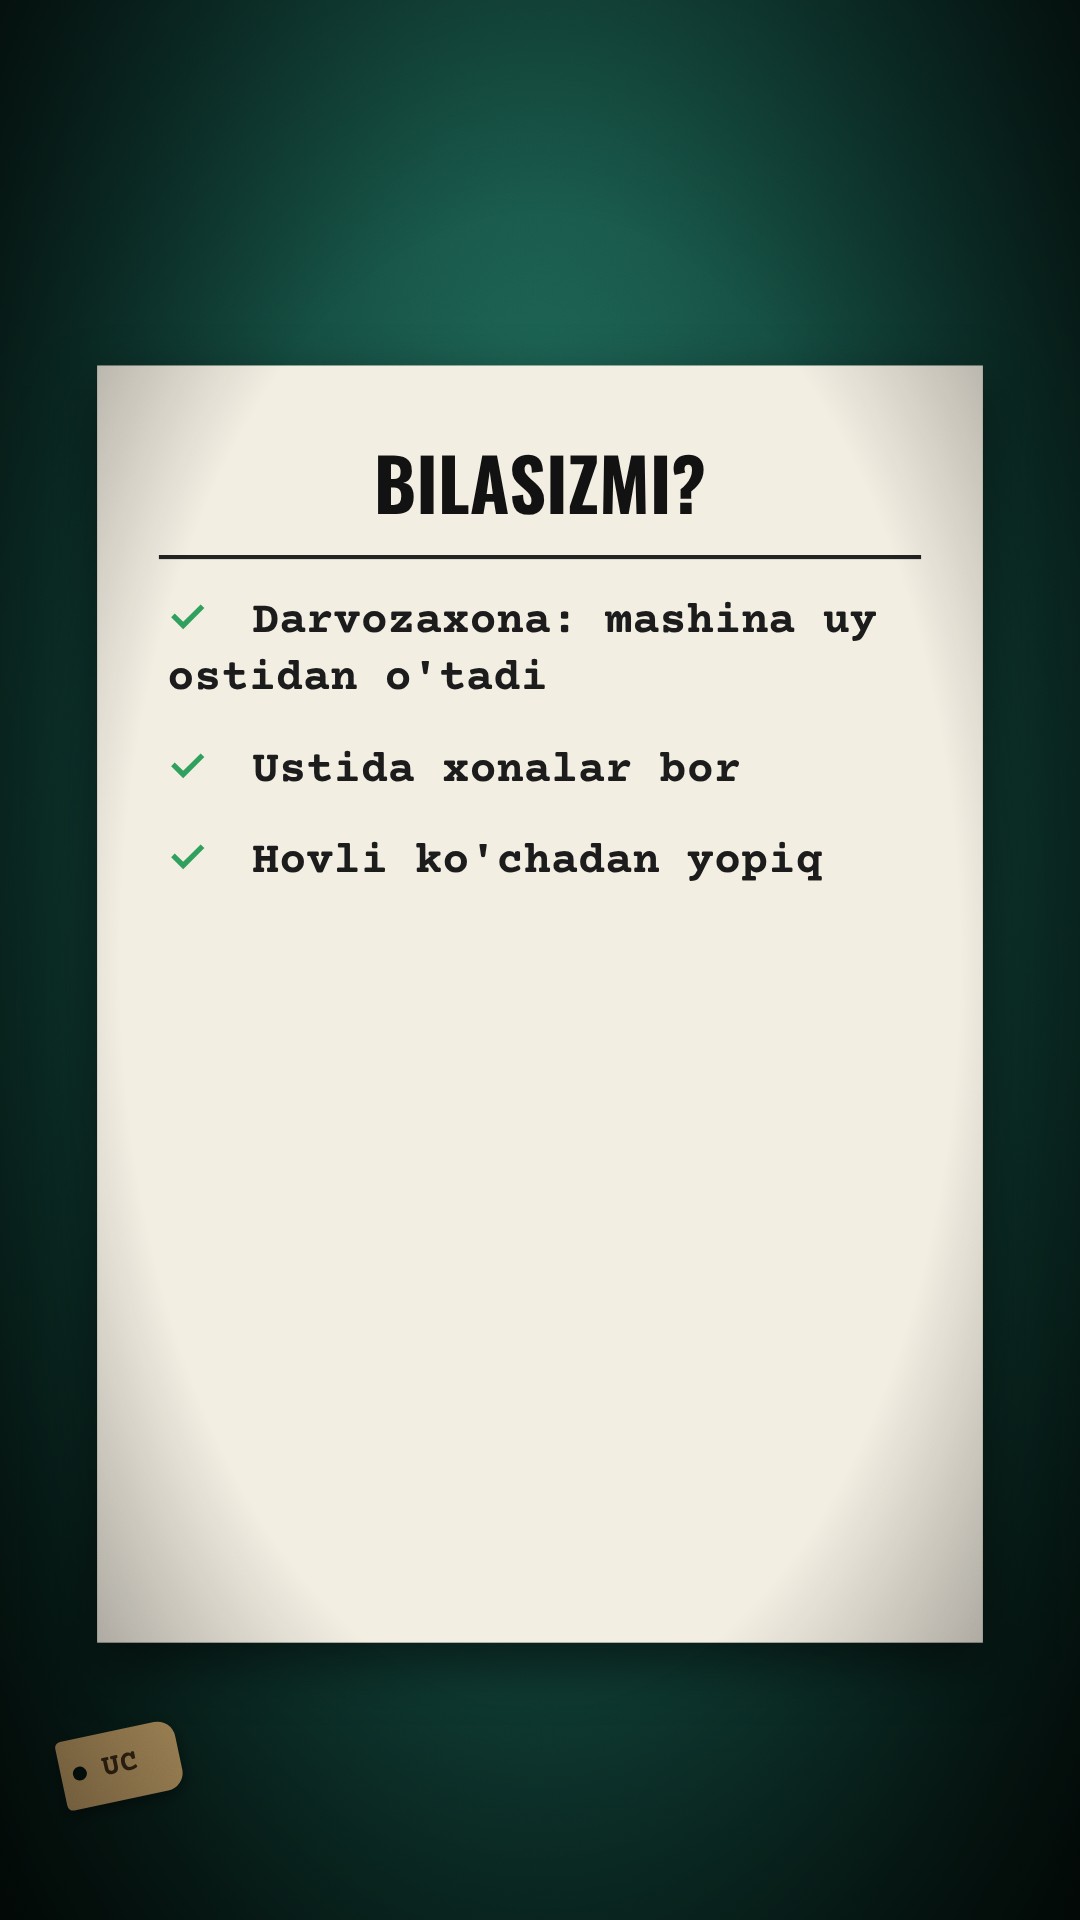 BILASIZMI?
✓ Darvozaxona: mashina uy
ostidan o'tadi
✓ Ustida xonalar bor
✓ Hovli ko'chadan yopiq
UC